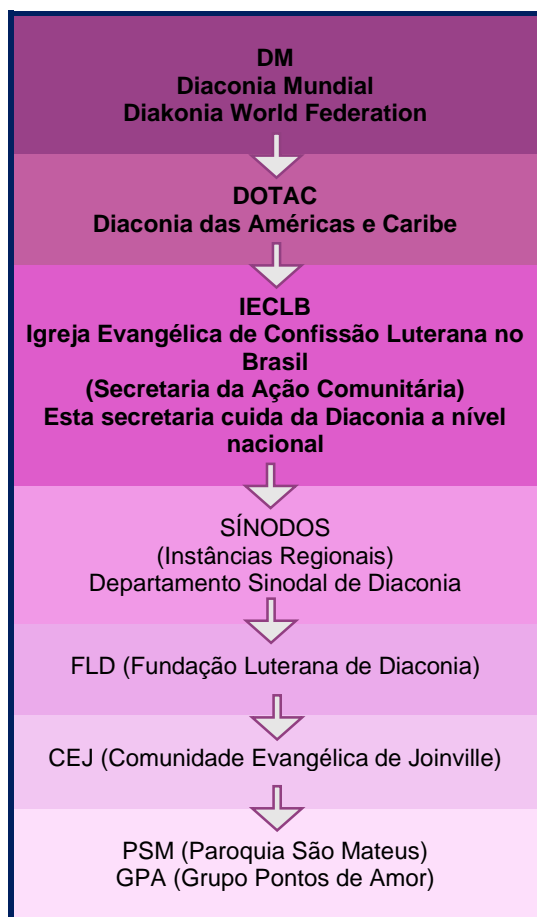 DM
Diaconia Mundial
Diakonia World Federation
DOTAC
Diaconia das Américas e Caribe
IECLB
Igreja Evangélica de Confissão Luterana no
Brasil
(Secretaria da Ação Comunitária)
Esta secretaria cuida da Diaconia a nível
nacional
SÍNODOS
(Instâncias Regionais)
Departamento Sinodal de Diaconia
FLD (Fundação Luterana de Diaconia)
CEJ (Comunidade Evangélica de Joinville)
PSM (Paroquia São Mateus)
GPA (Grupo Pontos de Amor)